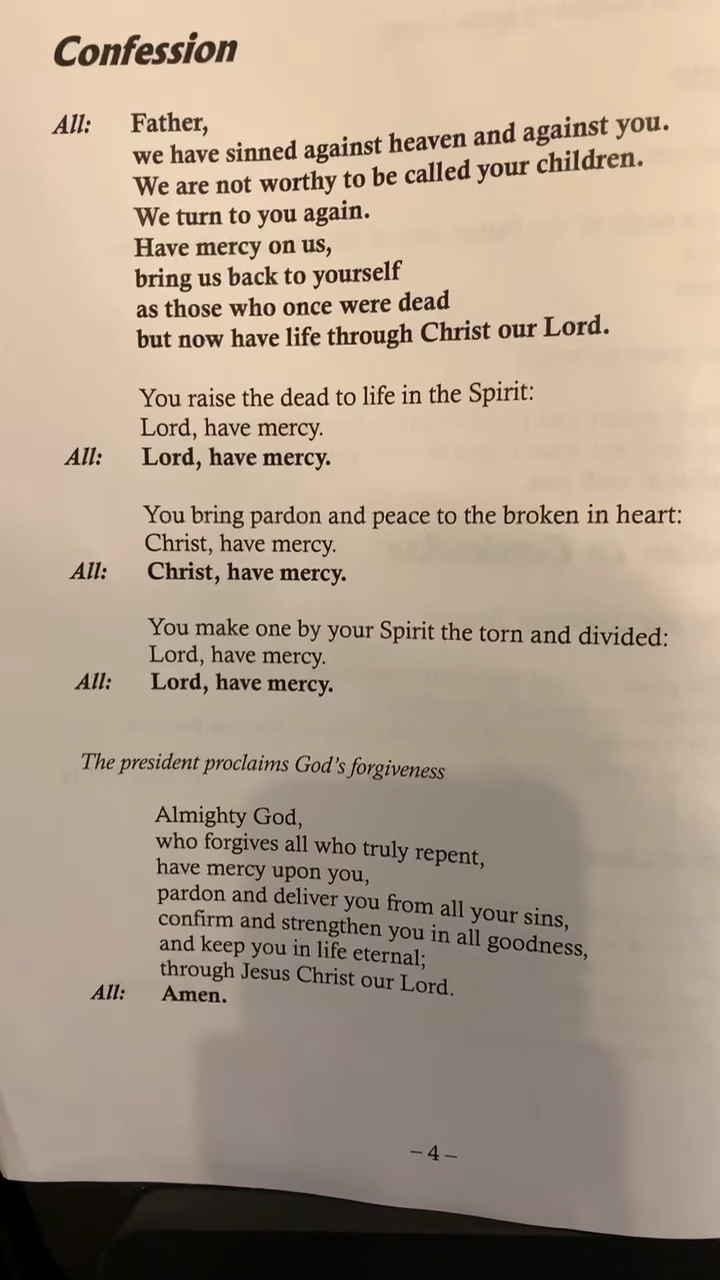 Confession
All: Father,
we have sinned against heaven and against you.
We are not worthy to be called your children.
We turn to you again.
Have mercy on us,
bring us back to yourself
as those who once were dead
but now have life through Christ our Lord.
You raise the dead to life in the Spirit:
Lord, have mercy.
All: Lord, have mercy.
You bring pardon and peace to the broken in heart:
Christ, have mercy.
All: Christ, have mercy.
You make one by your Spirit the torn and divided:
Lord, have mercy.
All: Lord, have mercy.
The president proclaims God's forgiveness
Almighty God,
who forgives all who truly repent,
have mercy upon you,
pardon and deliver you from all your sins,
confirm and strengthen you in all goodness,
and keep you in life eternal;
through Jesus Christ our Lord.
All: Amen.
– 4 –